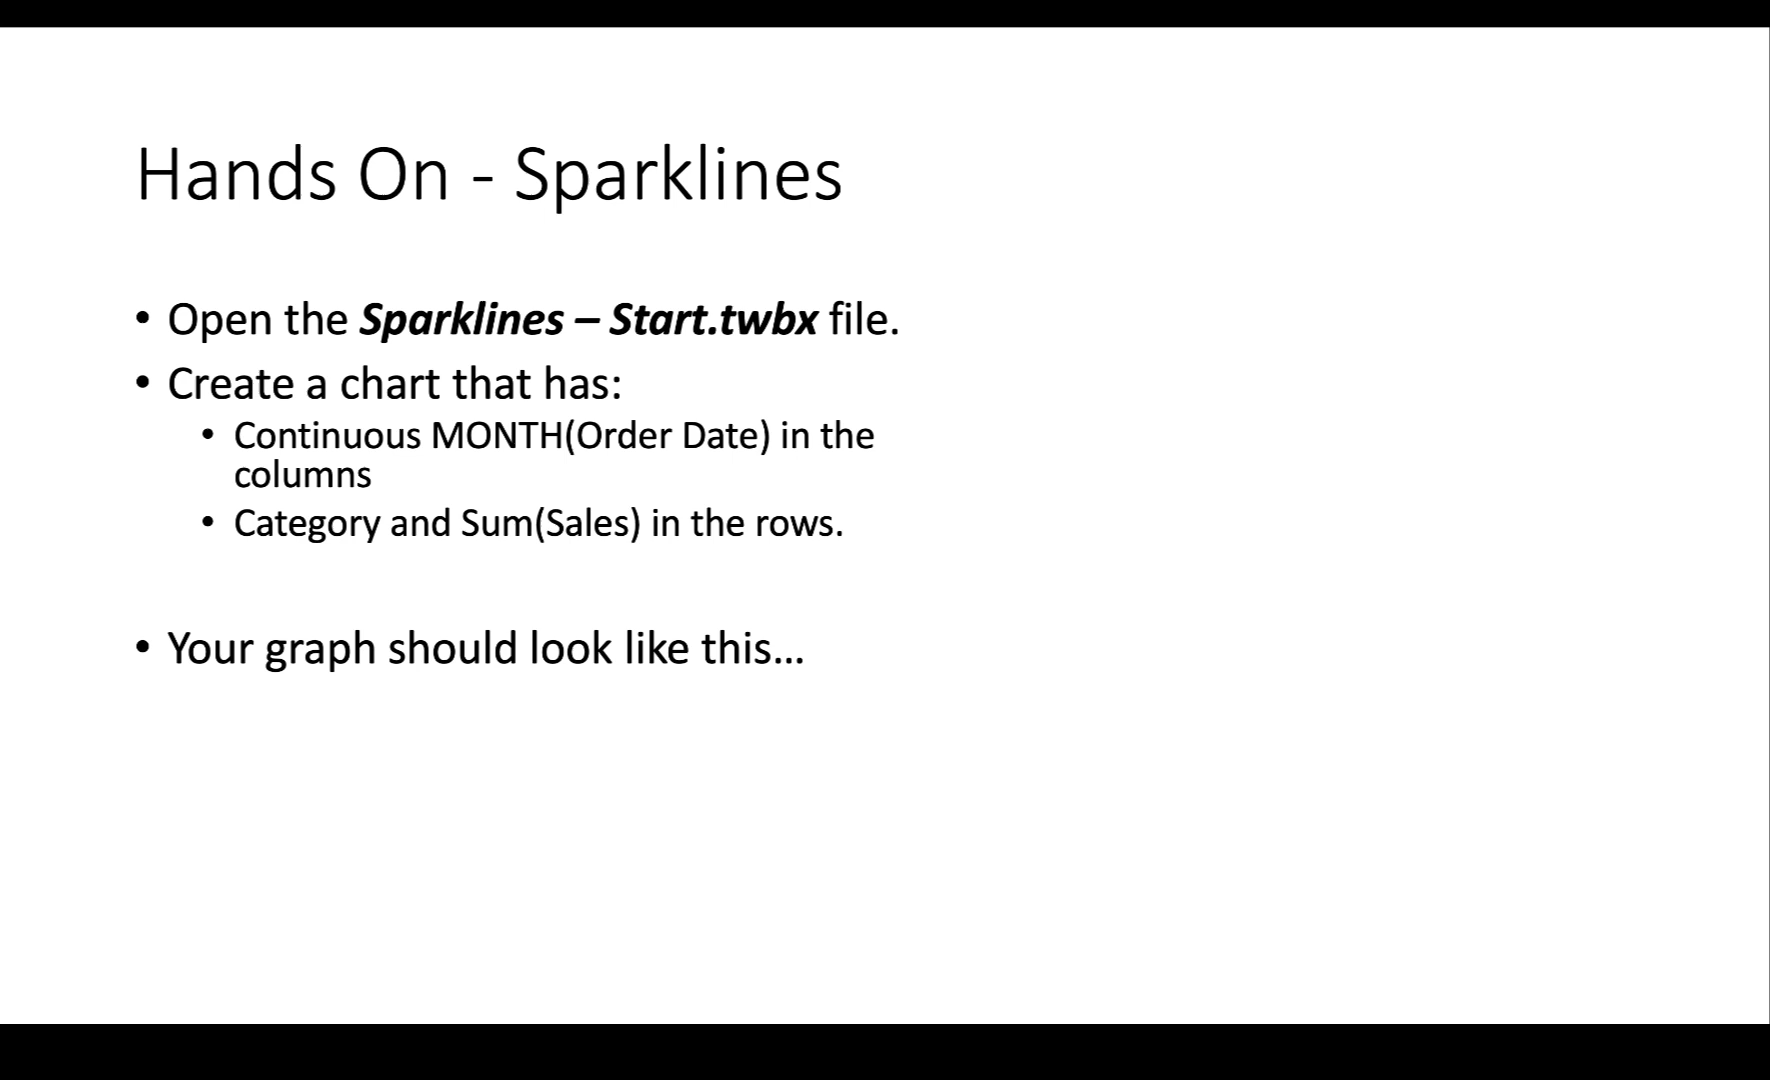 Hands On - Sparklines
• Open the Sparklines – Start.twbx file.
• Create a chart that has:
• Continuous MONTH(Order Date) in the
columns
• Category and Sum(Sales) in the rows.
• Your graph should look like this…